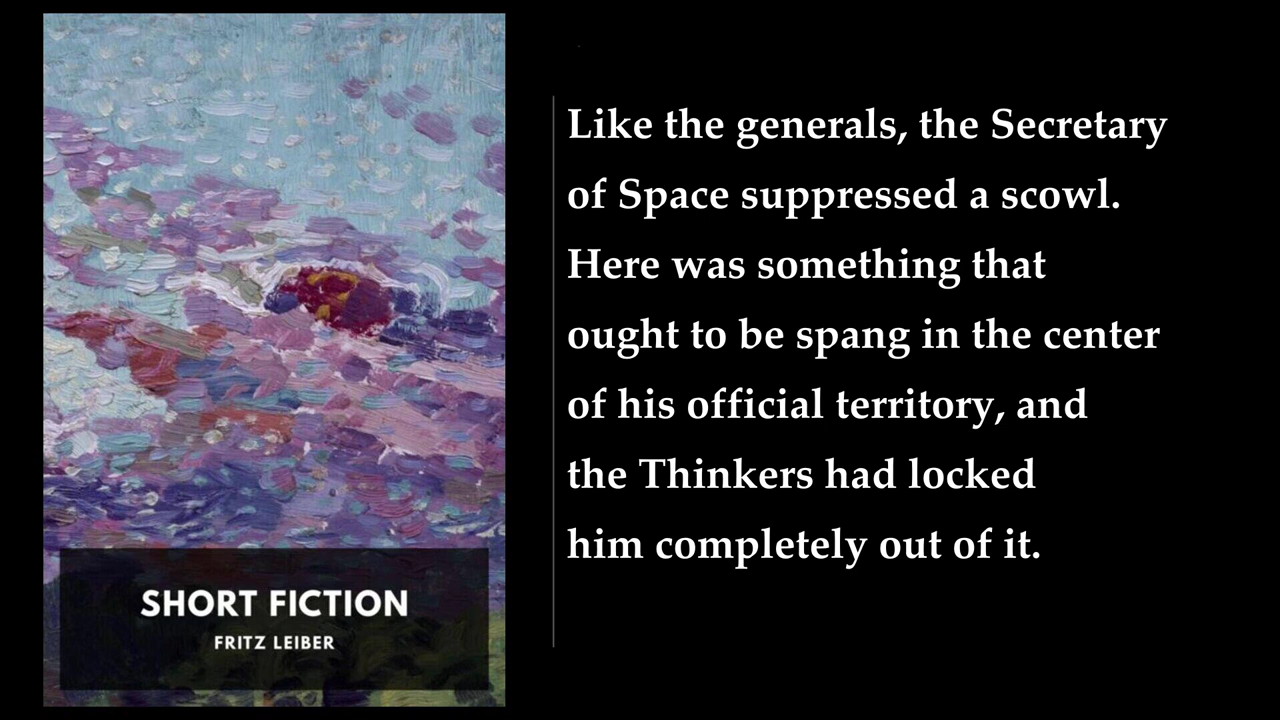 SHORT FICTION
FRITZ LEIBER
Like the generals, the Secretary
of Space suppressed a scowl.
Here was something that
ought to be spang in the center
of his official territory, and
the Thinkers had locked
him completely out of it.